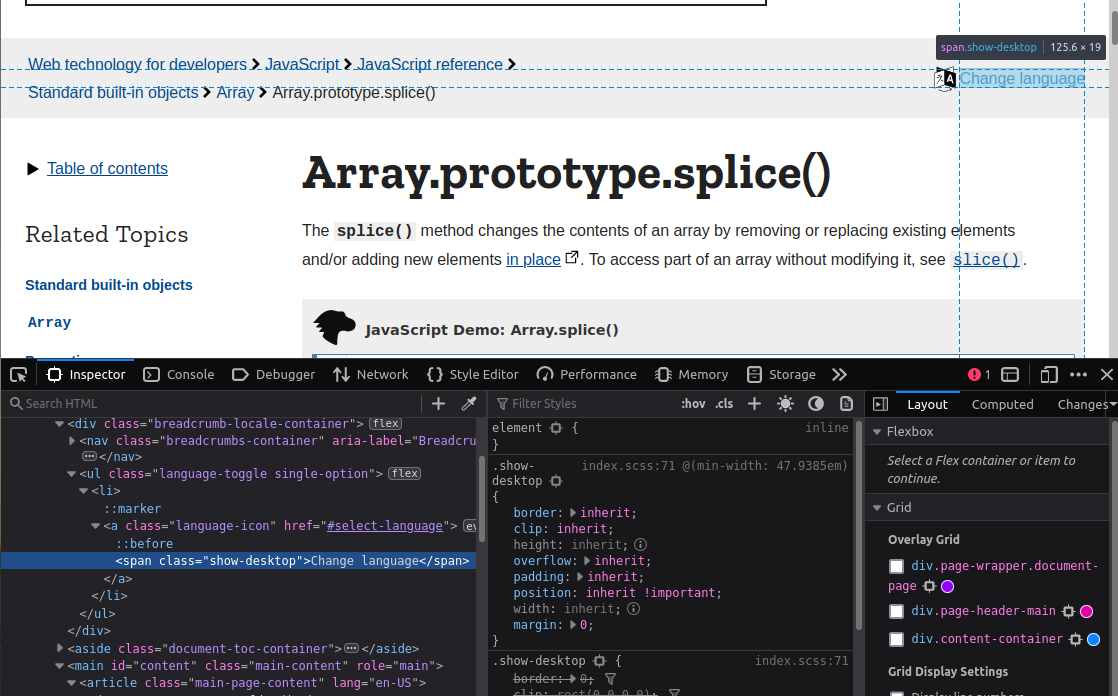 span.show-desktop 125.6 × 19
Web technology for developers JavaScript JavaScript reference
Standard built-in objects Array Array.prototype.splice()
Change language
Table of contents
Array.prototype.splice()
The splice() method changes the contents of an array by removing or replacing existing elements
and/or adding new elements in place. To access part of an array without modifying it, see slice().
Related Topics
Standard built-in objects
Array
JavaScript Demo: Array.splice()
Inspector Console Debugger Network Style Editor Performance Memory Storage 1
Search HTML
<div class="breadcrumb-locale-container"> flex
<nav class="breadcrumbs-container" aria-label="Breadcru
</nav>
<ul class="language-toggle single-option"> flex
<li>
::marker
<a class="language-icon" href="#select-language"> ev
::before
<span class="show-desktop">Change language</span>
</a>
</li>
</ul>
</div>
<aside class="document-toc-container"></aside>
<main id="content" class="main-content" role="main">
<article class="main-page-content" lang="en-US">
Filter Styles :hov .cls
element { inline
}
.show- index.scss:71 @(min-width: 47.9385em)
desktop
{
border: inherit;
clip: inherit;
height: inherit;
overflow: inherit;
padding: inherit;
position: inherit !important;
width: inherit;
margin: 0;
}
.show-desktop { index.scss:71
border: 0;
clip: rect(0,0,0,0);
Layout Computed Changes
Flexbox
Select a Flex container or item to
continue.
Grid
Overlay Grid
div.page-wrapper.document-
page
div.page-header-main
div.content-container
Grid Display Settings
Display line numbers